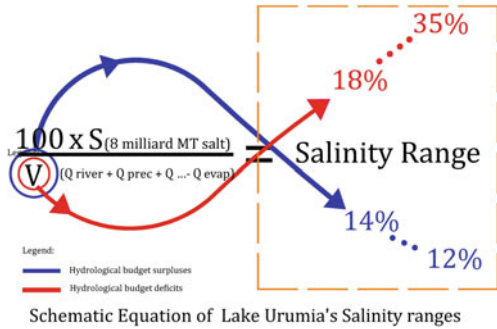 35%
18%
100 x S(8 milliard MT salt)
V
(Q river + Q prec + Q ...- Q evap)
=
Salinity Range
14%
12%
Legend:
Hydrological budget surpluses
Hydrological budget deficits
Schematic Equation of Lake Urumia's Salinity ranges